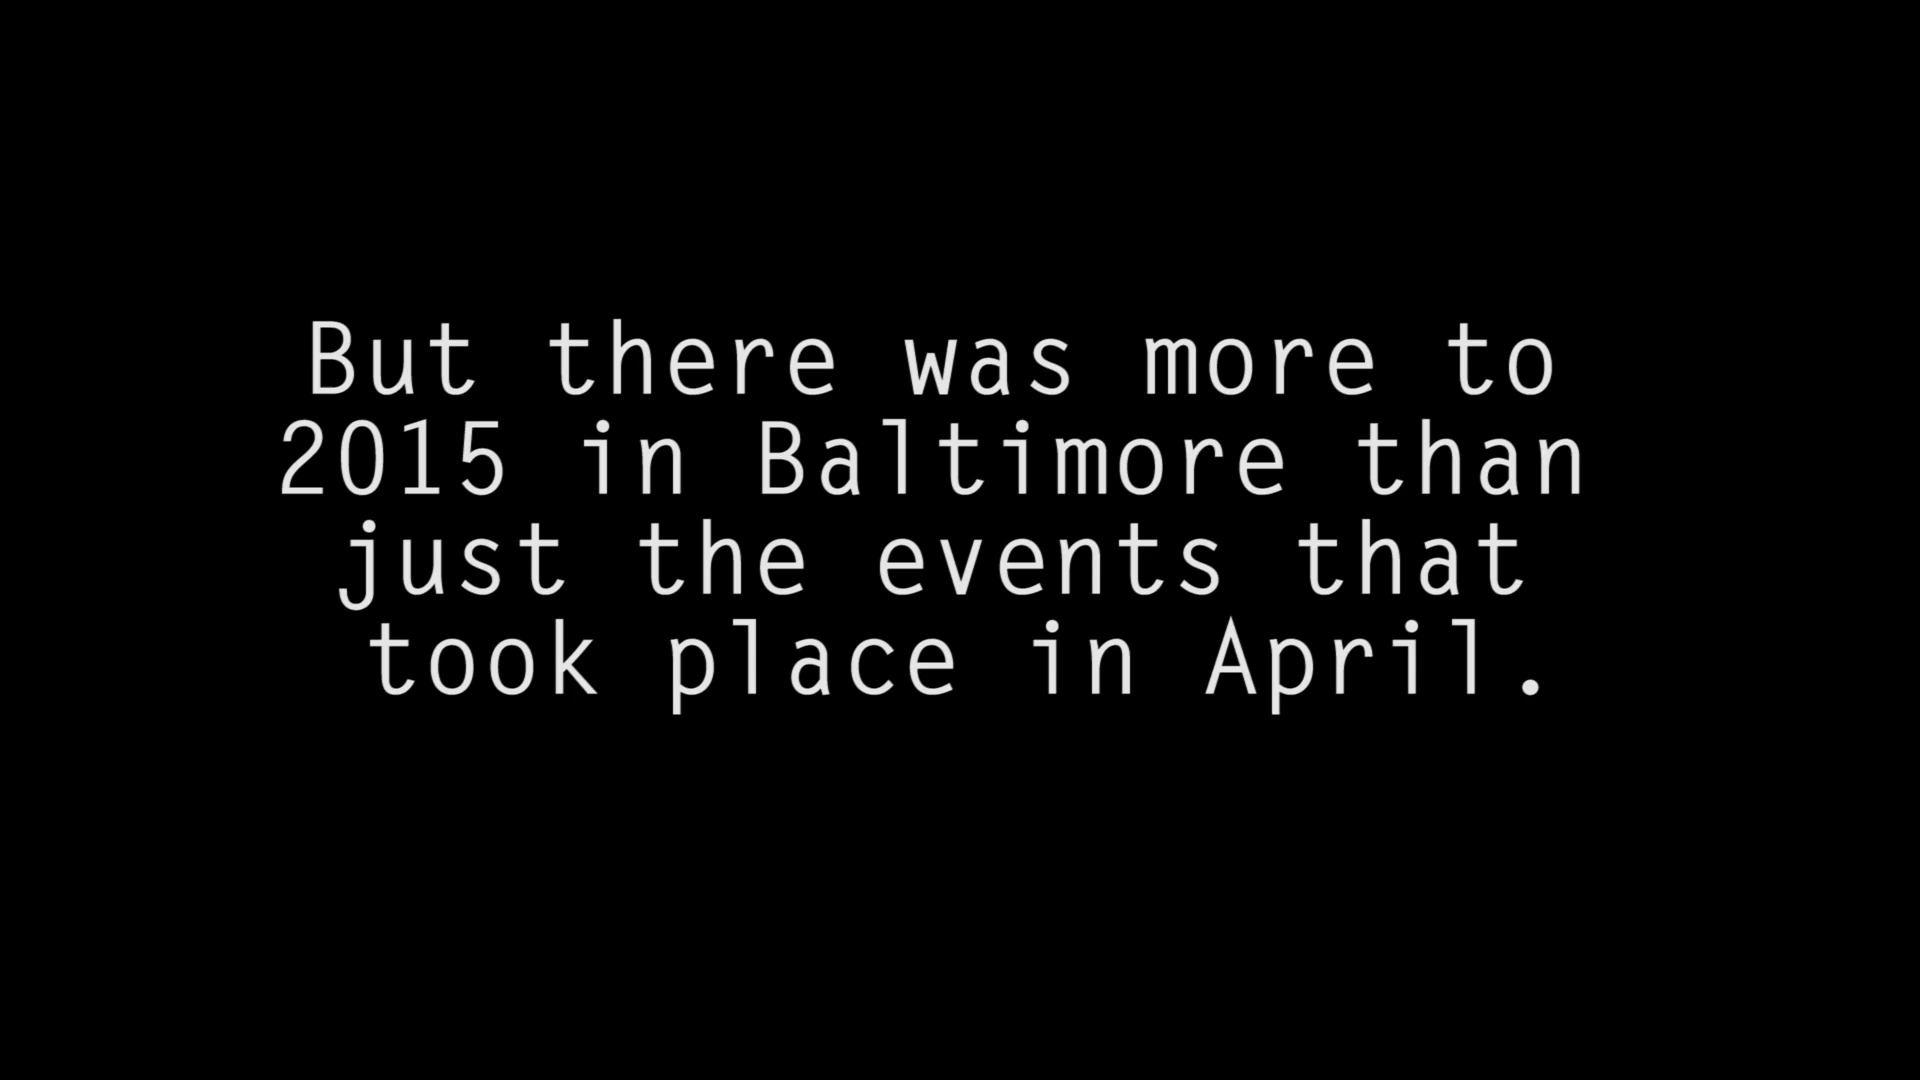 But there was more to
2015 in Baltimore than
just the events that
took place in April.